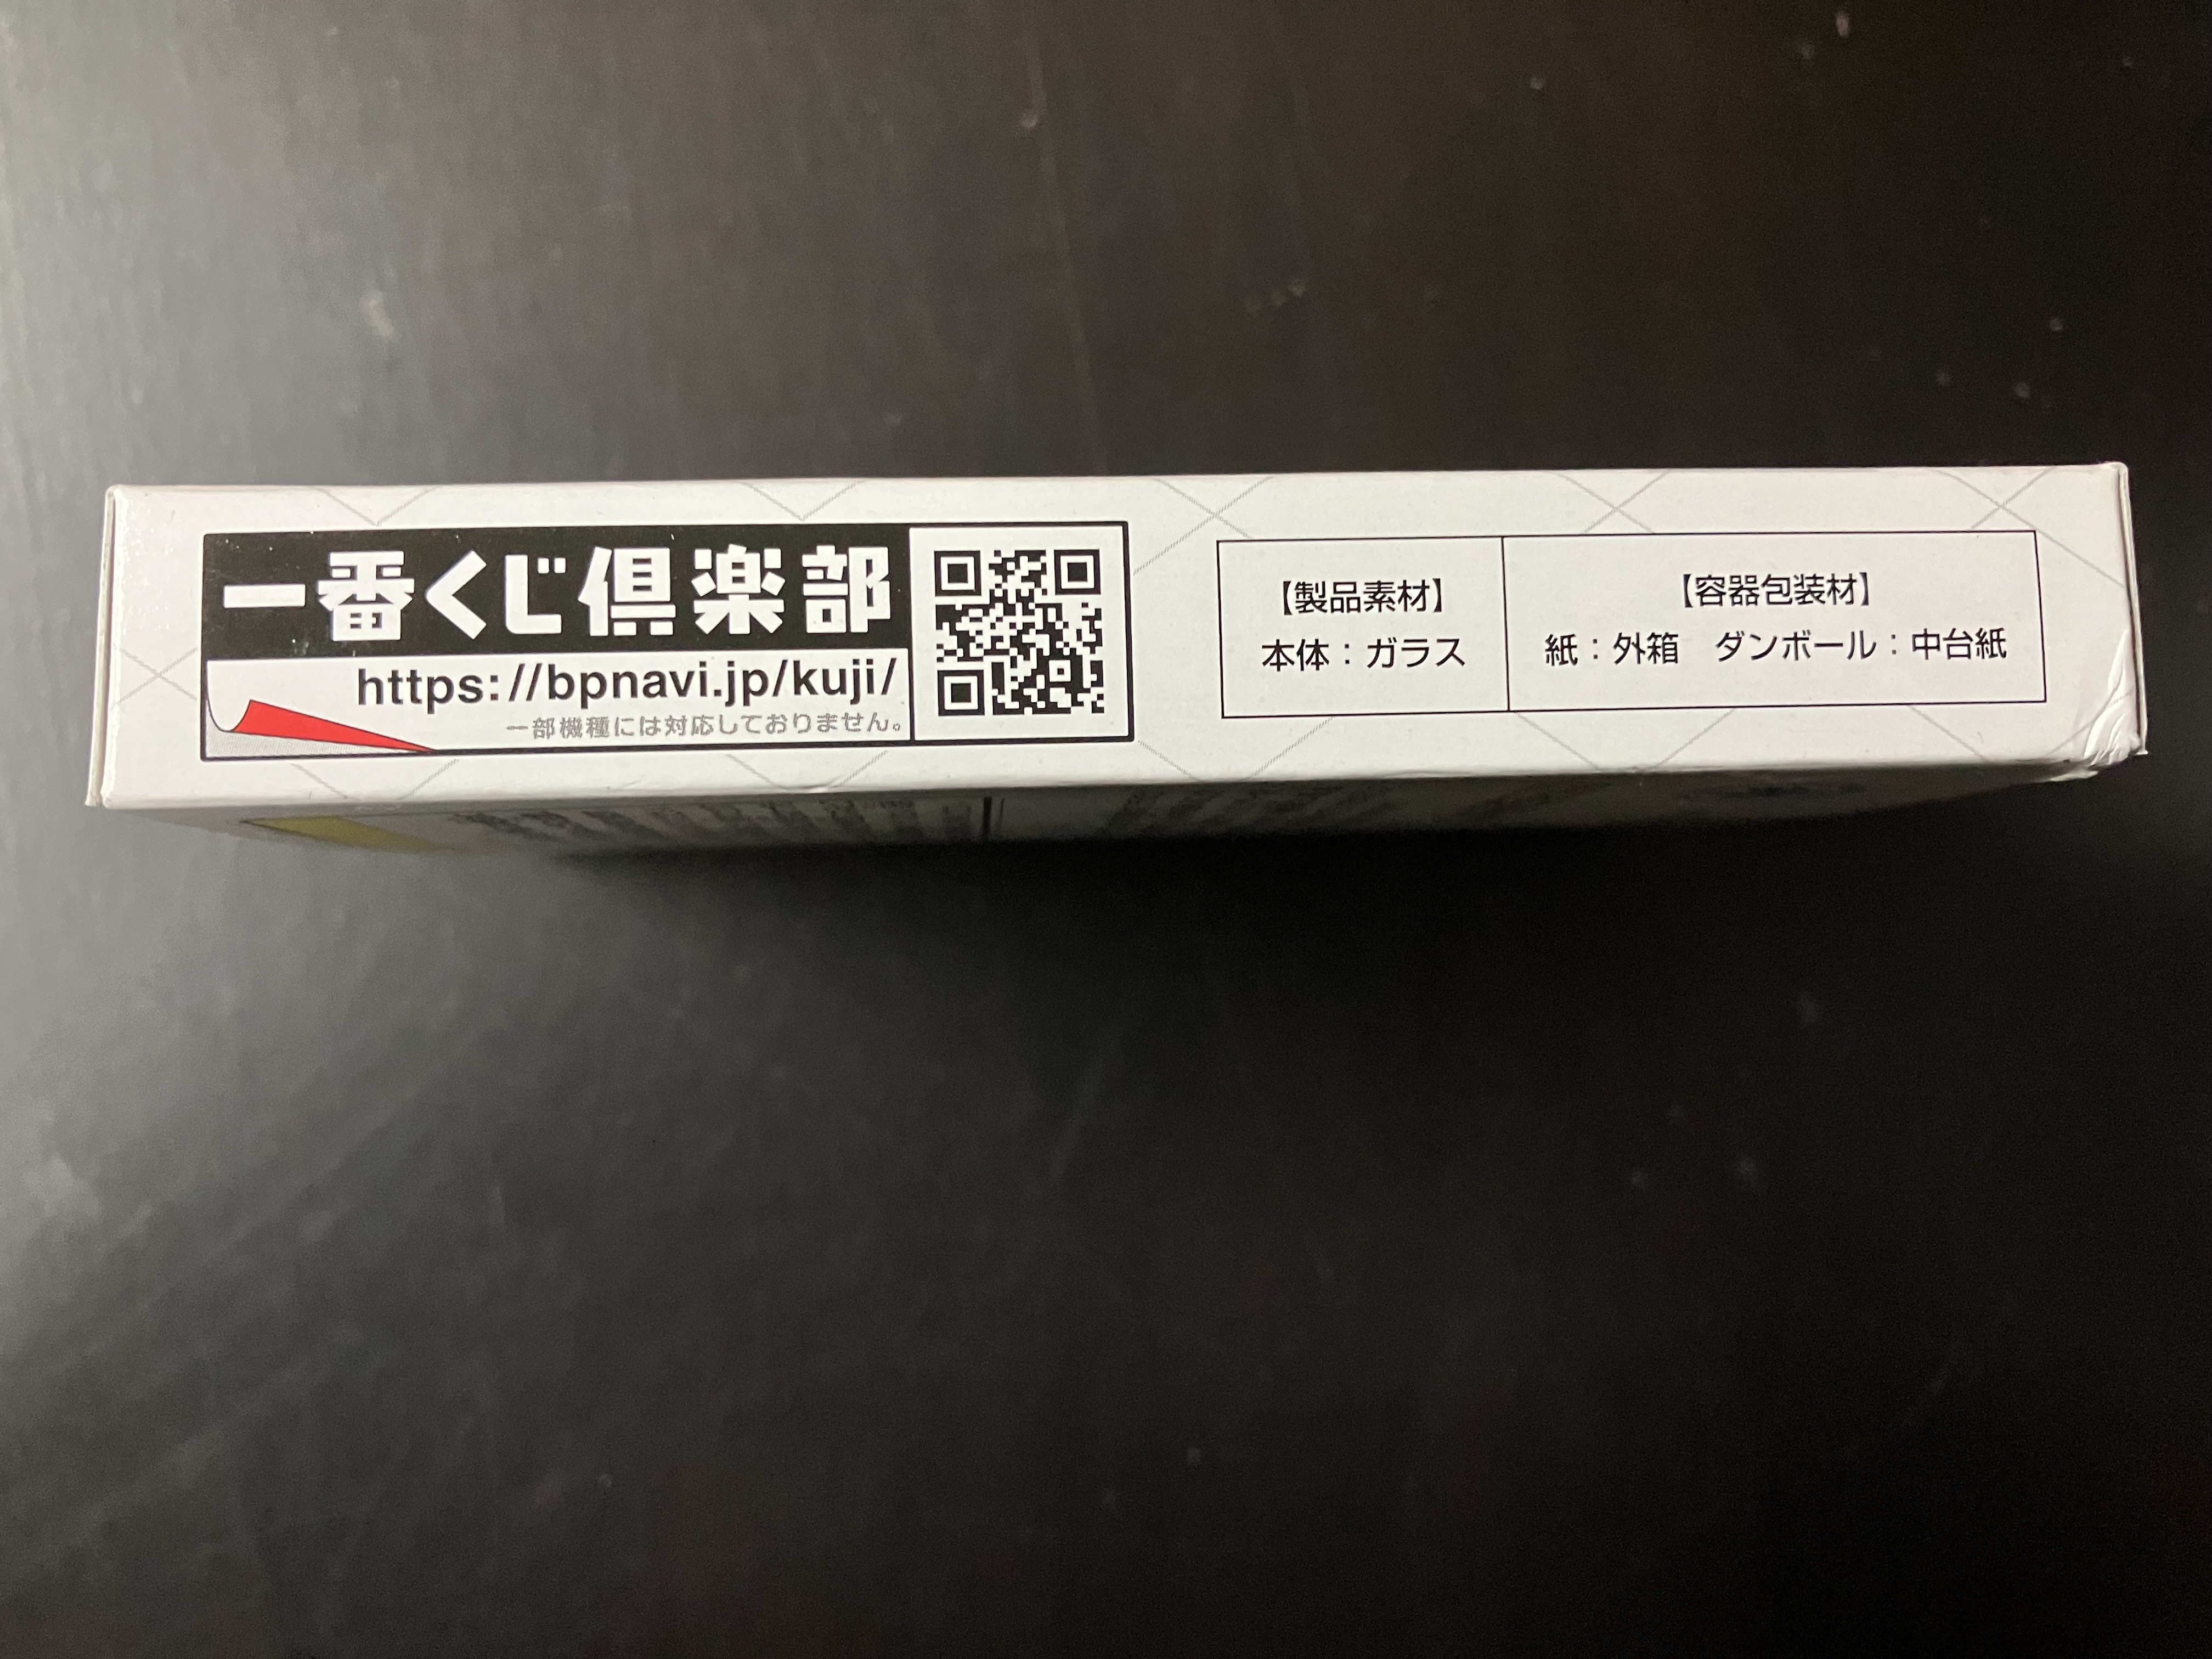 一番くじ倶楽部
https://bpnavi.jp/kuji/
一部機種には対応しておりません。
【製品素材】
本体：ガラス
【容器包装材】
紙：外箱　ダンボール：中台紙